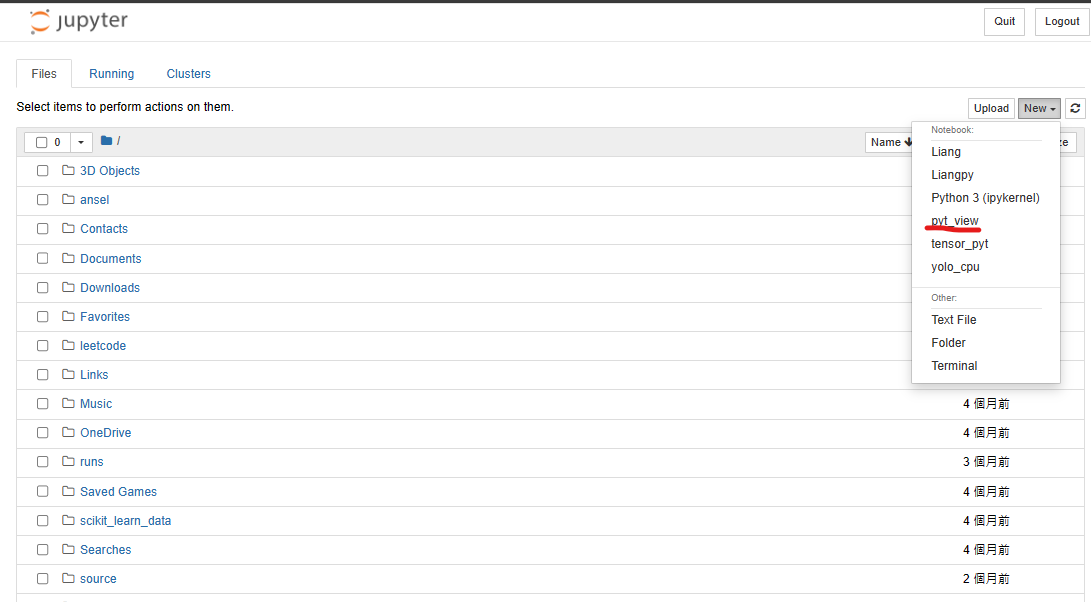 jupyter
Quit
Logout
Files
Running
Clusters
Select items to perform actions on them.
Upload
New
0
/
Name
ze
Notebook:
Liang
Liangpy
Python 3 (ipykernel)
pyt_view
tensor_pyt
yolo_cpu
Other:
Text File
Folder
Terminal
3D Objects
ansel
Contacts
Documents
Downloads
Favorites
leetcode
Links
Music 4 個月前
OneDrive 4 個月前
runs 3 個月前
Saved Games 4 個月前
scikit_learn_data 4 個月前
Searches 4 個月前
source 2 個月前